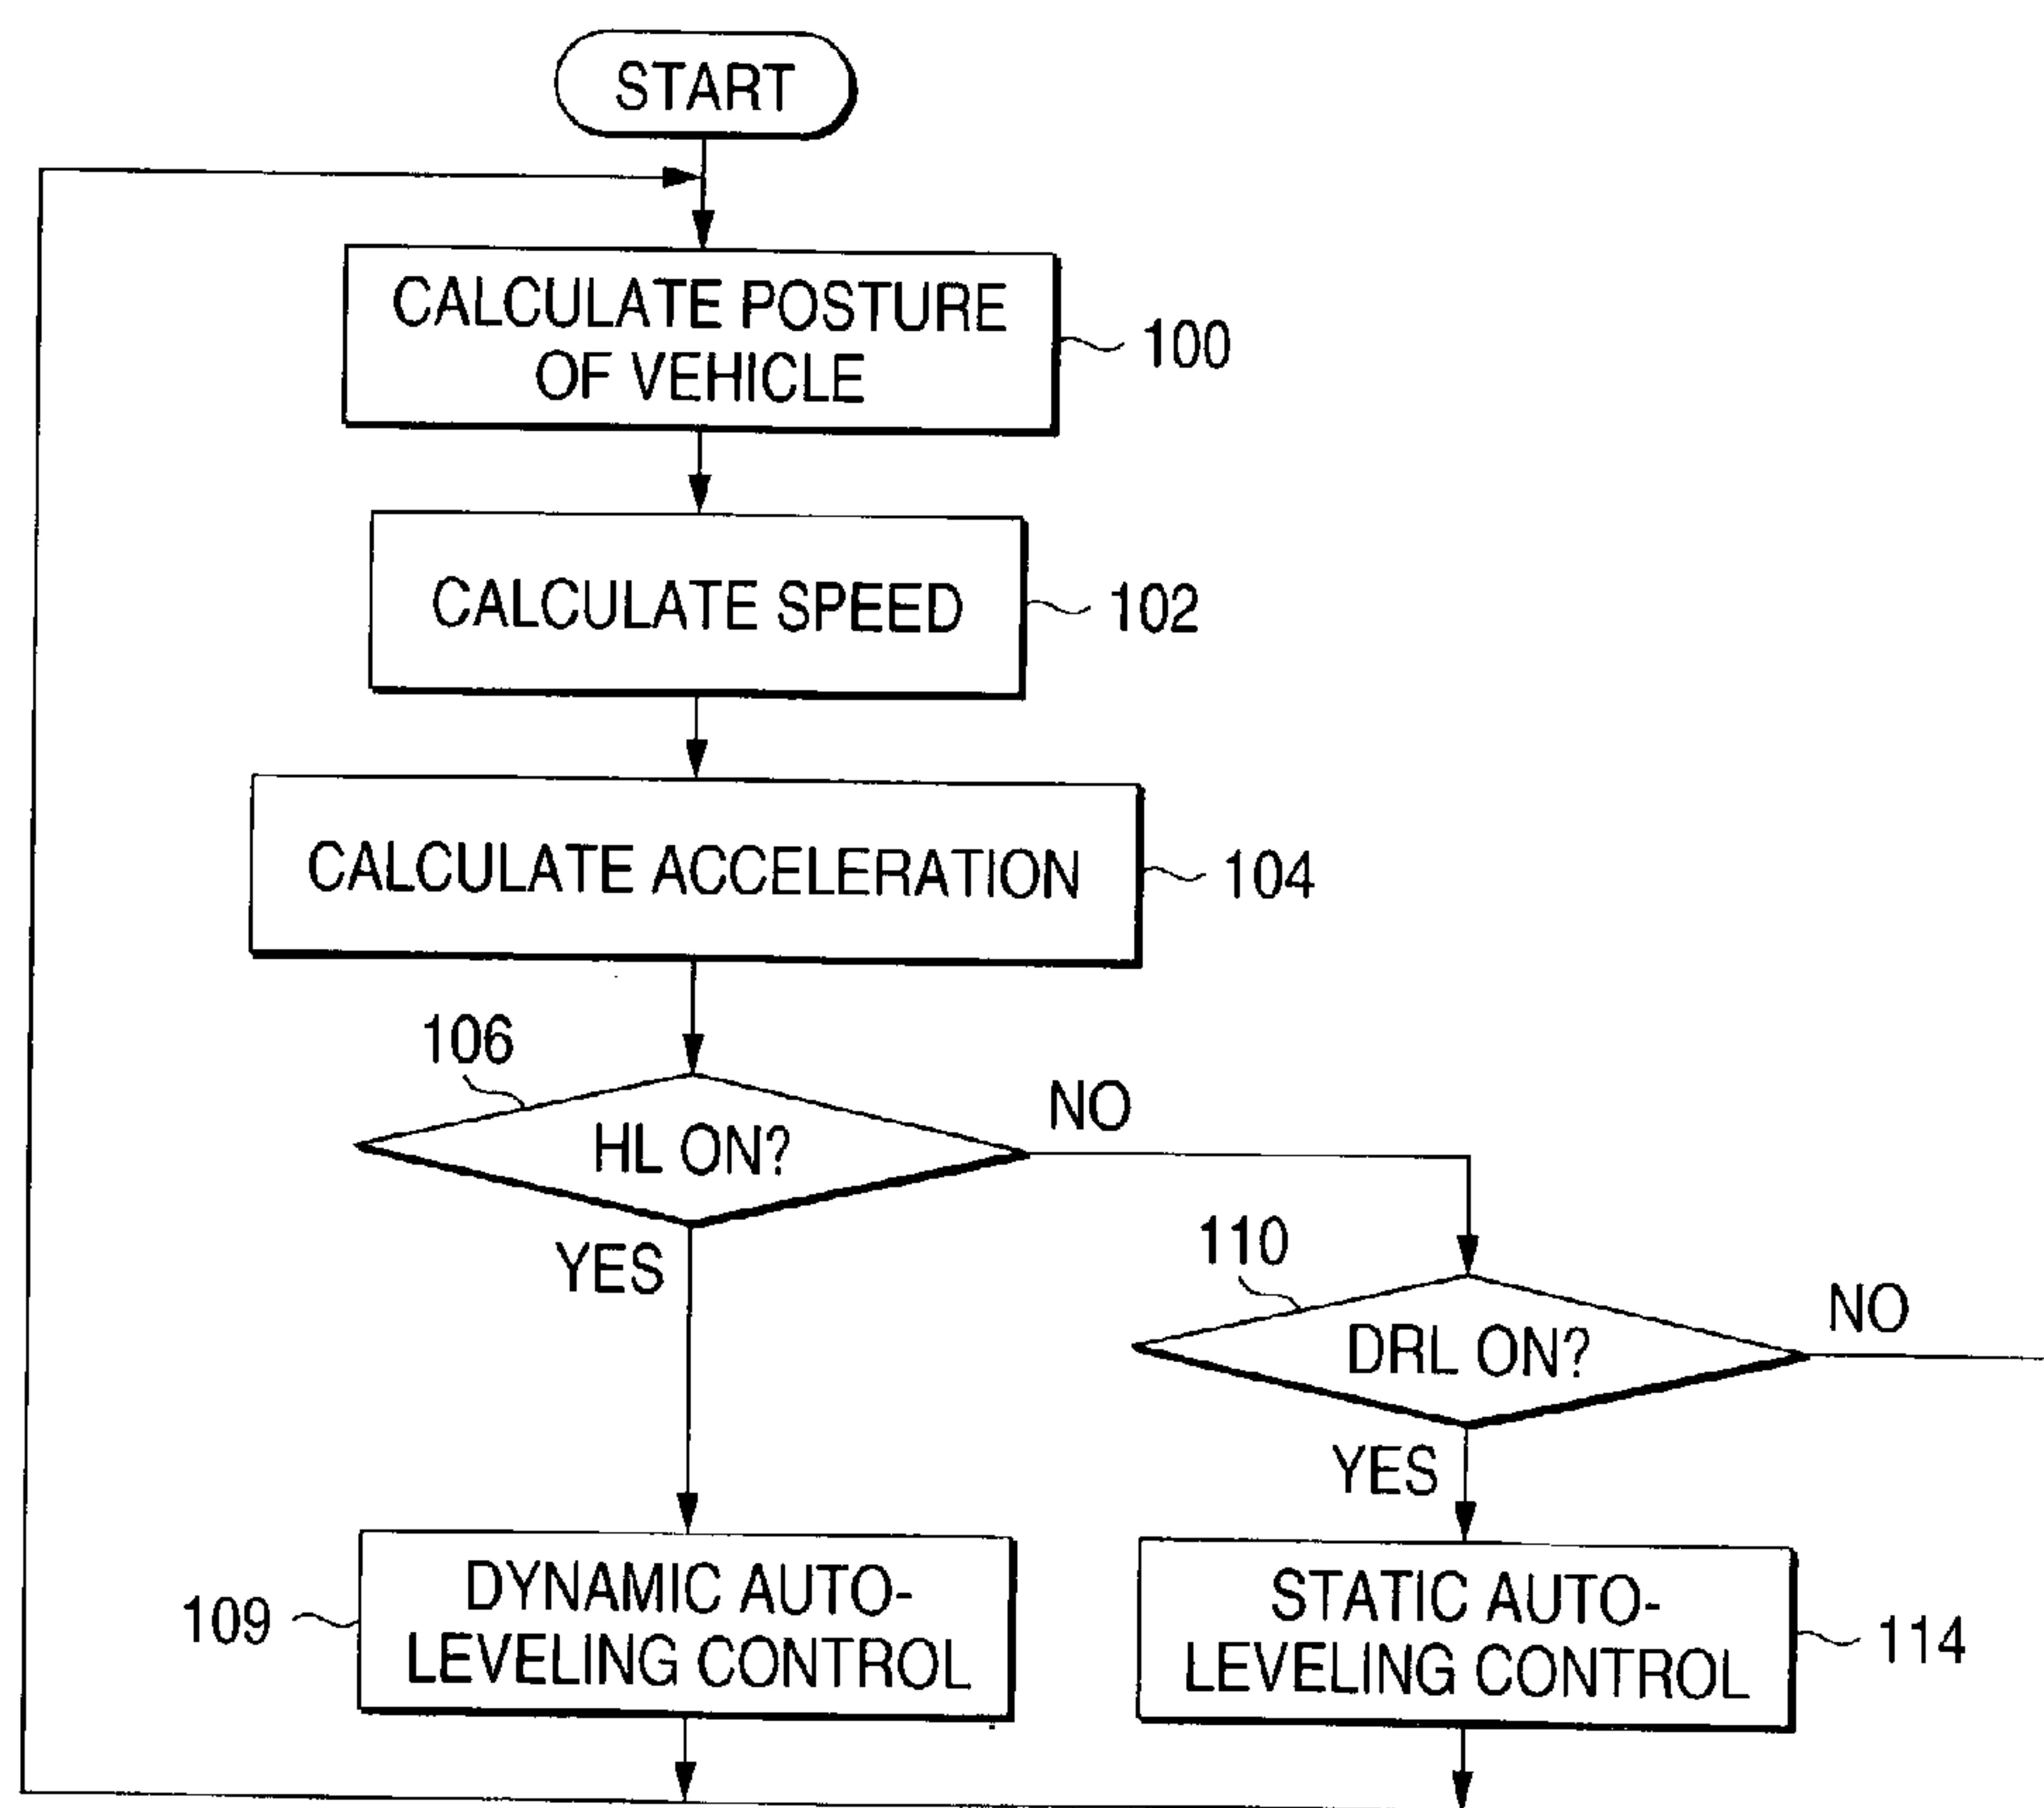 START
CALCULATE POSTURE
OF VEHICLE
100
CALCULATE SPEED
102
CALCULATE ACCELERATION
104
106
HL ON?
NO
YES
110
DRL ON?
NO
YES
109
DYNAMIC AUTO-
LEVELING CONTROL
STATIC AUTO-
LEVELING CONTROL
114